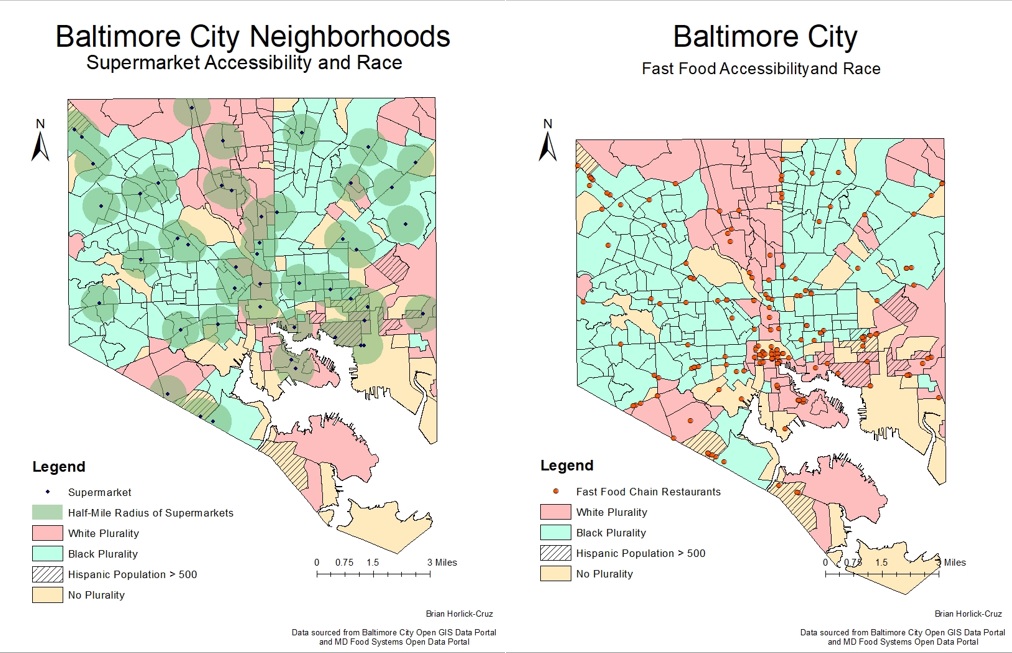 Baltimore City Neighborhoods
Supermarket Accessibility and Race
N
Legend
Supermarket
Half-Mile Radius of Supermarkets
White Plurality
Black Plurality
Hispanic Population > 500
No Plurality
0 0.75 1.5 3 Miles
Brian Horlick-Cruz
Data sourced from Baltimore City Open GIS Data Portal
and MD Food Systems Open Data Portal
Baltimore City
Fast Food Accessibility and Race
N
Legend
Fast Food Chain Restaurants
White Plurality
Black Plurality
Hispanic Population > 500
No Plurality
0 0.75 1.5 3 Miles
Brian Horlick-Cruz
Data sourced from Baltimore City Open GIS Data Portal
and MD Food Systems Open Data Portal